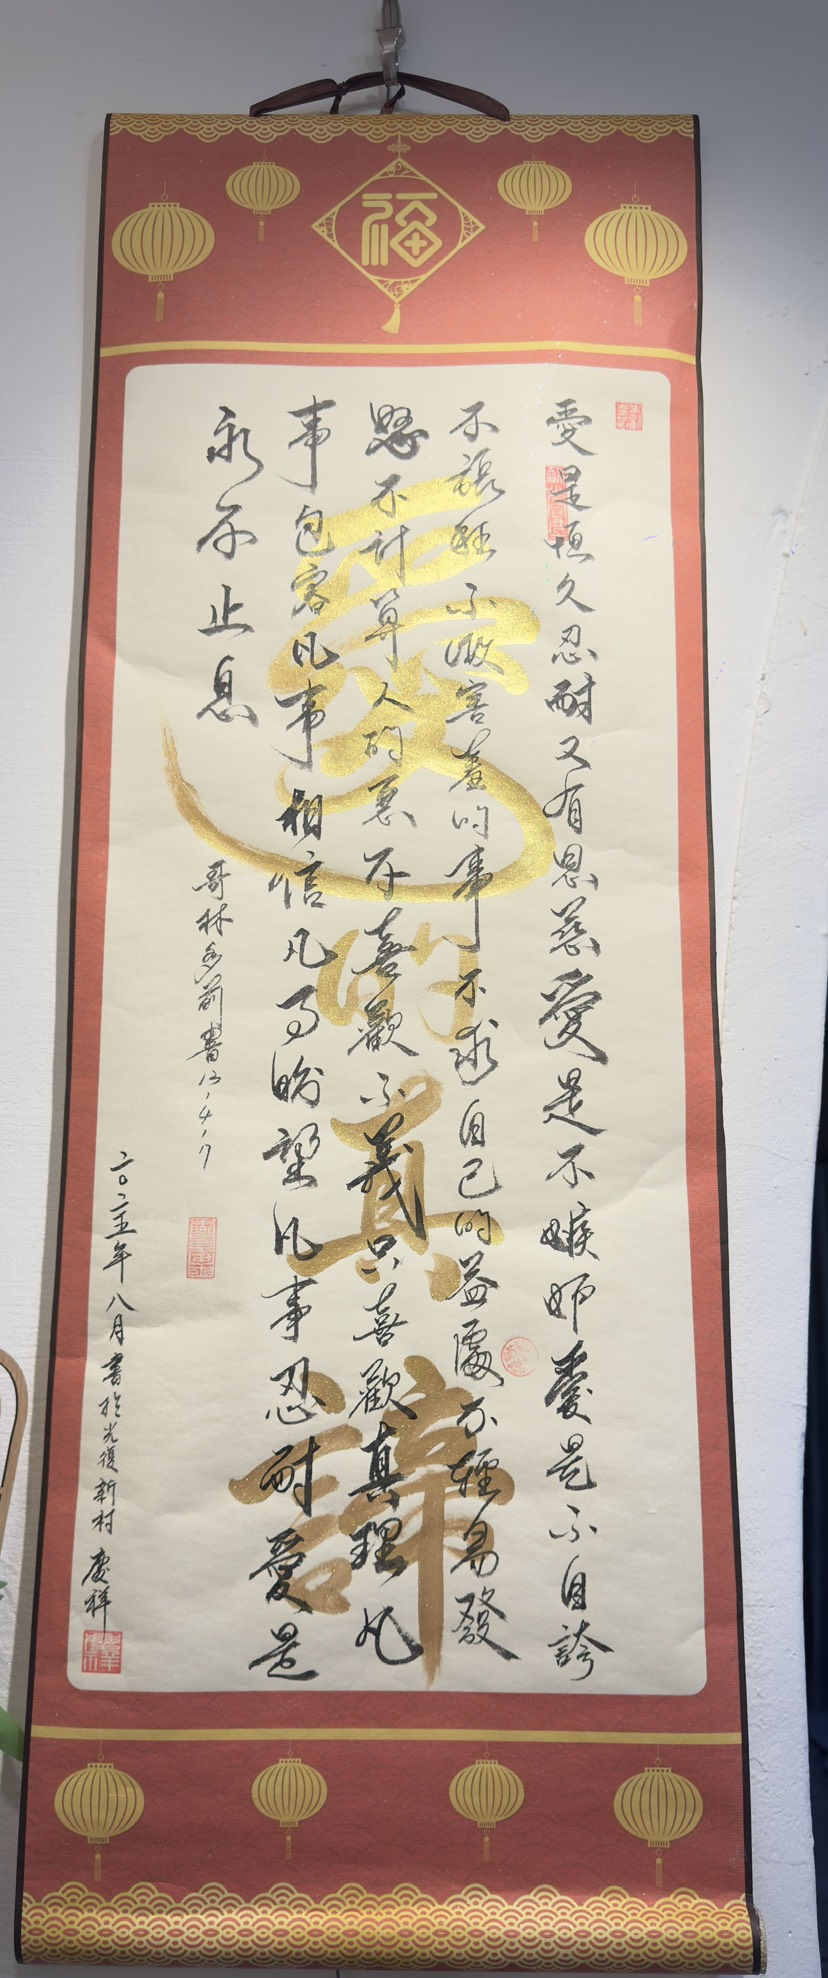 福
愛是恒久忍耐又有恩慈愛是不嫉妒愛是不自誇
不張狂不做害羞的事不求自己的益處不輕易發
怒不計算人的惡不喜歡不義只喜歡真理凡
事包容凡事相信凡事盼望凡事忍耐愛是
永不止息
哥林多前書13-4-7
二〇二五年八月書於光復新村 慶祥
愛的真諦